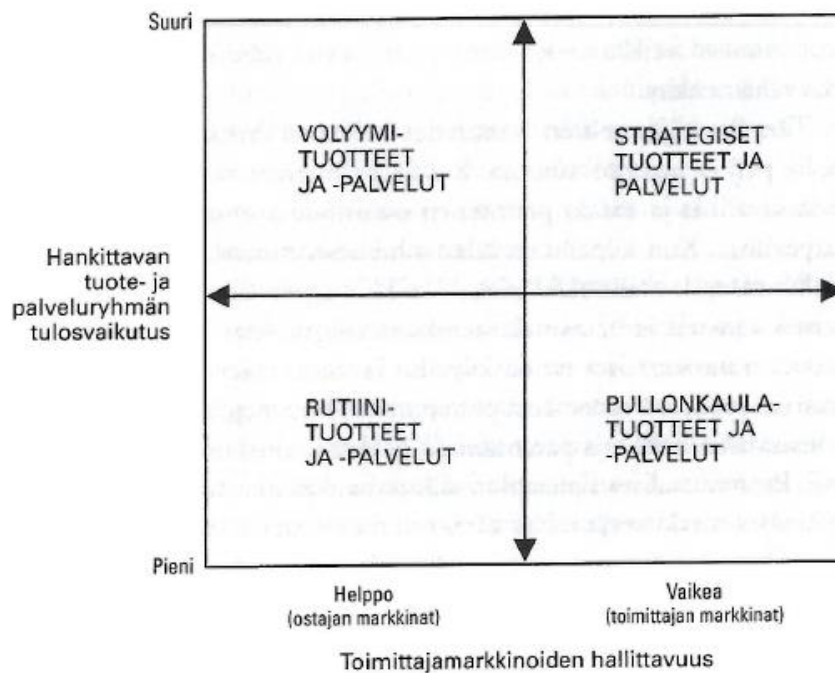 Suuri
VOLYYMI-
TUOTTEET
JA -PALVELUT
STRATEGISET
TUOTTEET JA
PALVELUT
Hankittavan
tuote- ja
palveluryhmän
tulosvaikutus
RUTIINI-
TUOTTEET
JA -PALVELUT
PULLONKAULA-
TUOTTEET JA
-PALVELUT
Pieni
Helppo
(ostajan markkinat)
Vaikea
(toimittajan markkinat)
Toimittajamarkkinoiden hallittavuus